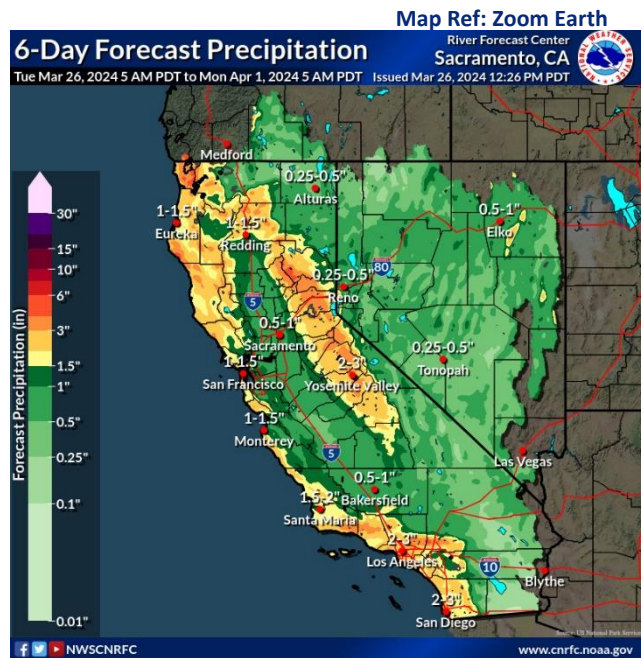 Map Ref: Zoom Earth
6-Day Forecast Precipitation
Tue Mar 26, 2024 5 AM PDT to Mon Apr 1, 2024 5 AM PDT
River Forecast Center
Sacramento, CA
Issued Mar 26, 2024 12:26 PM PDT
Forecast Precipitation (in)
30"
15"
10"
6"
3"
1.5"
1"
0.5"
0.25"
0.1"
0.01"
Medford
0.25-0.5"
Alturas
1-1.5"
Eureka
1-1.5"
Redding
0.5-1"
Elko
80
0.25-0.5"
Reno
5
0.5-1"
Sacramento
0.25-0.5"
Tonopah
1-1.5"
San Francisco
2-3"
Yosemite Valley
1-1.5"
Monterey
5
Las Vegas
0.5-1"
Bakersfield
1.5-2"
Santa Maria
2-3"
Los Angeles
10
Blythe
2-3"
San Diego
Source: US National Park Service
NWSCNRFC
www.cnrfc.noaa.gov